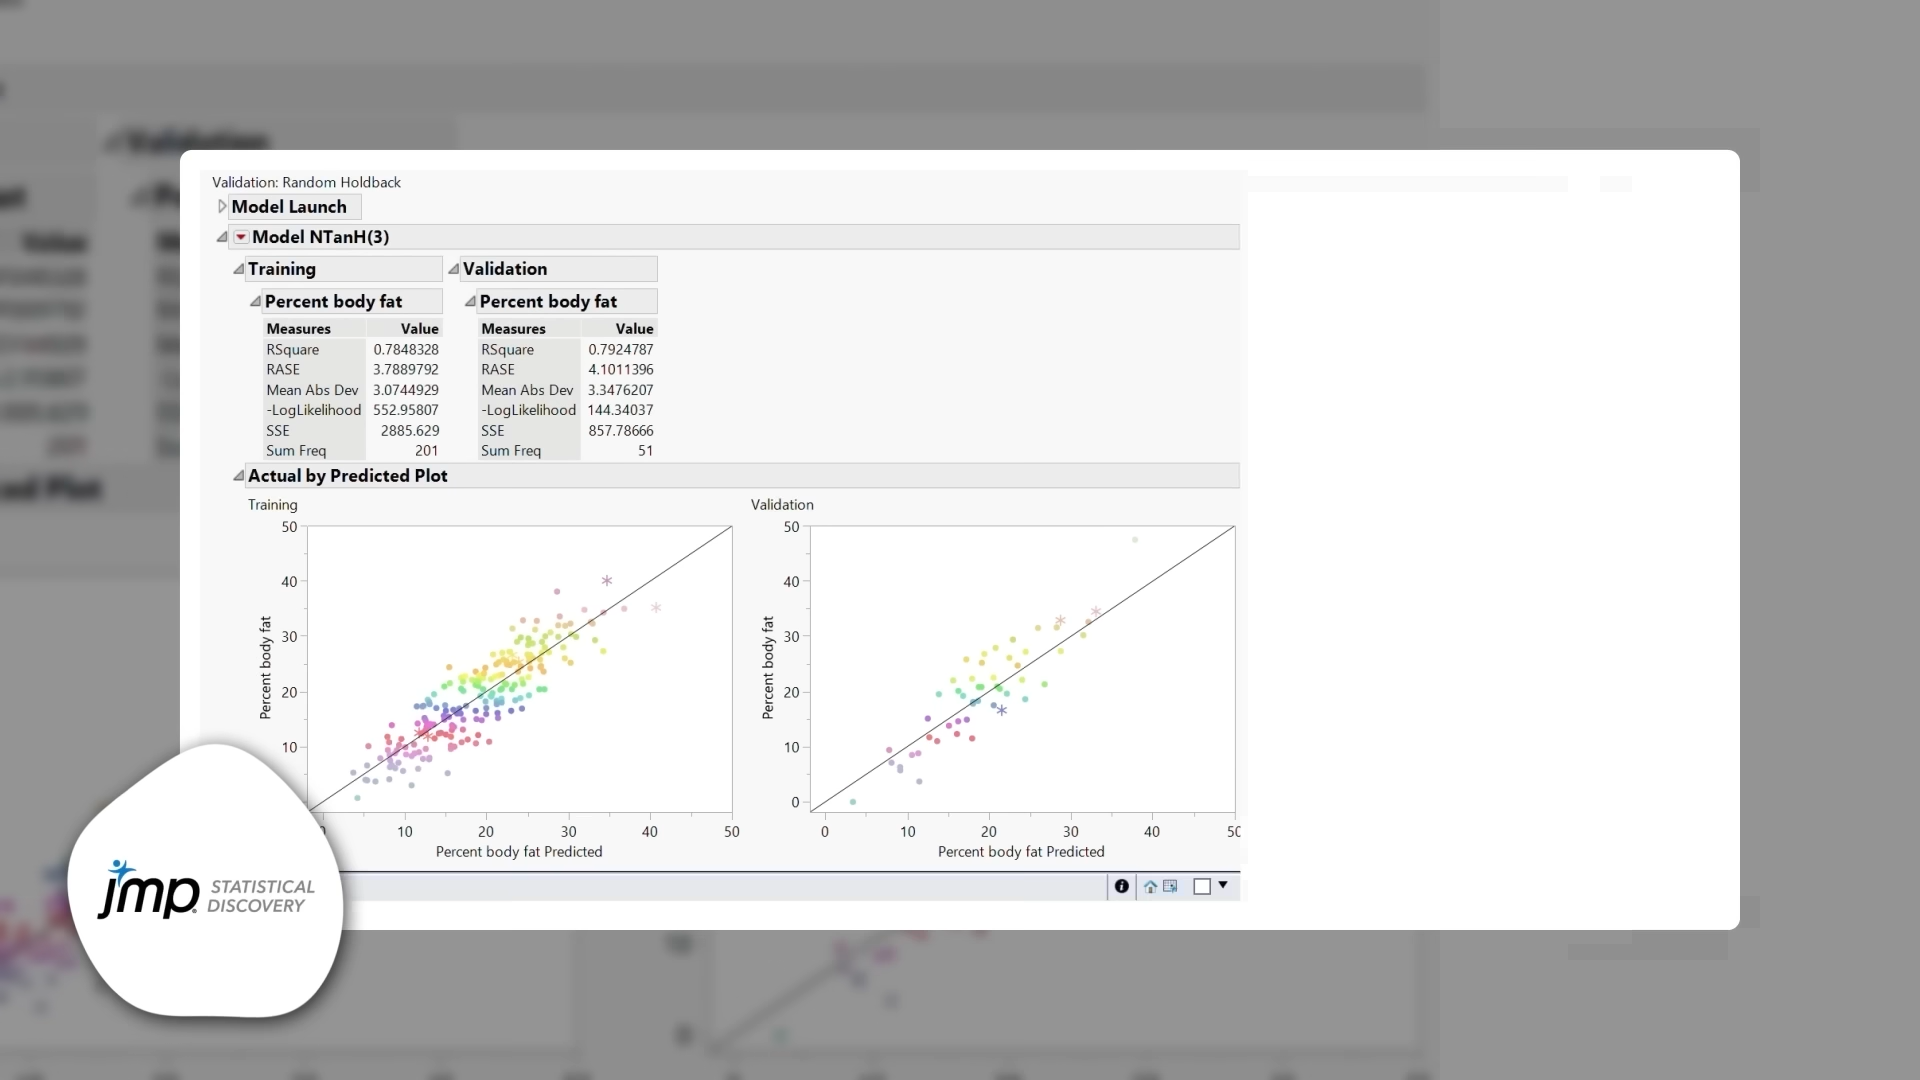 Validation
Validation: Random Holdback
Model Launch
Model NTanH(3)
Training Validation
Percent body fat Percent body fat
Measures Value Measures Value
RSquare 0.7848328 RSquare 0.7924787
RASE 3.7889792 RASE 4.1011396
Mean Abs Dev 3.0744929 Mean Abs Dev 3.3476207
-LogLikelihood 552.95807 -LogLikelihood 144.34037
SSE 2885.629 SSE 857.78666
Sum Freq 201 Sum Freq 51
Actual by Predicted Plot
Training Validation
50 50
40 40
30 30
20 20
10 10
0
Percent body fat Percent body fat
10 20 30 40 50 0 10 20 30 40 50
Percent body fat Predicted Percent body fat Predicted
jmp STATISTICAL
DISCOVERY